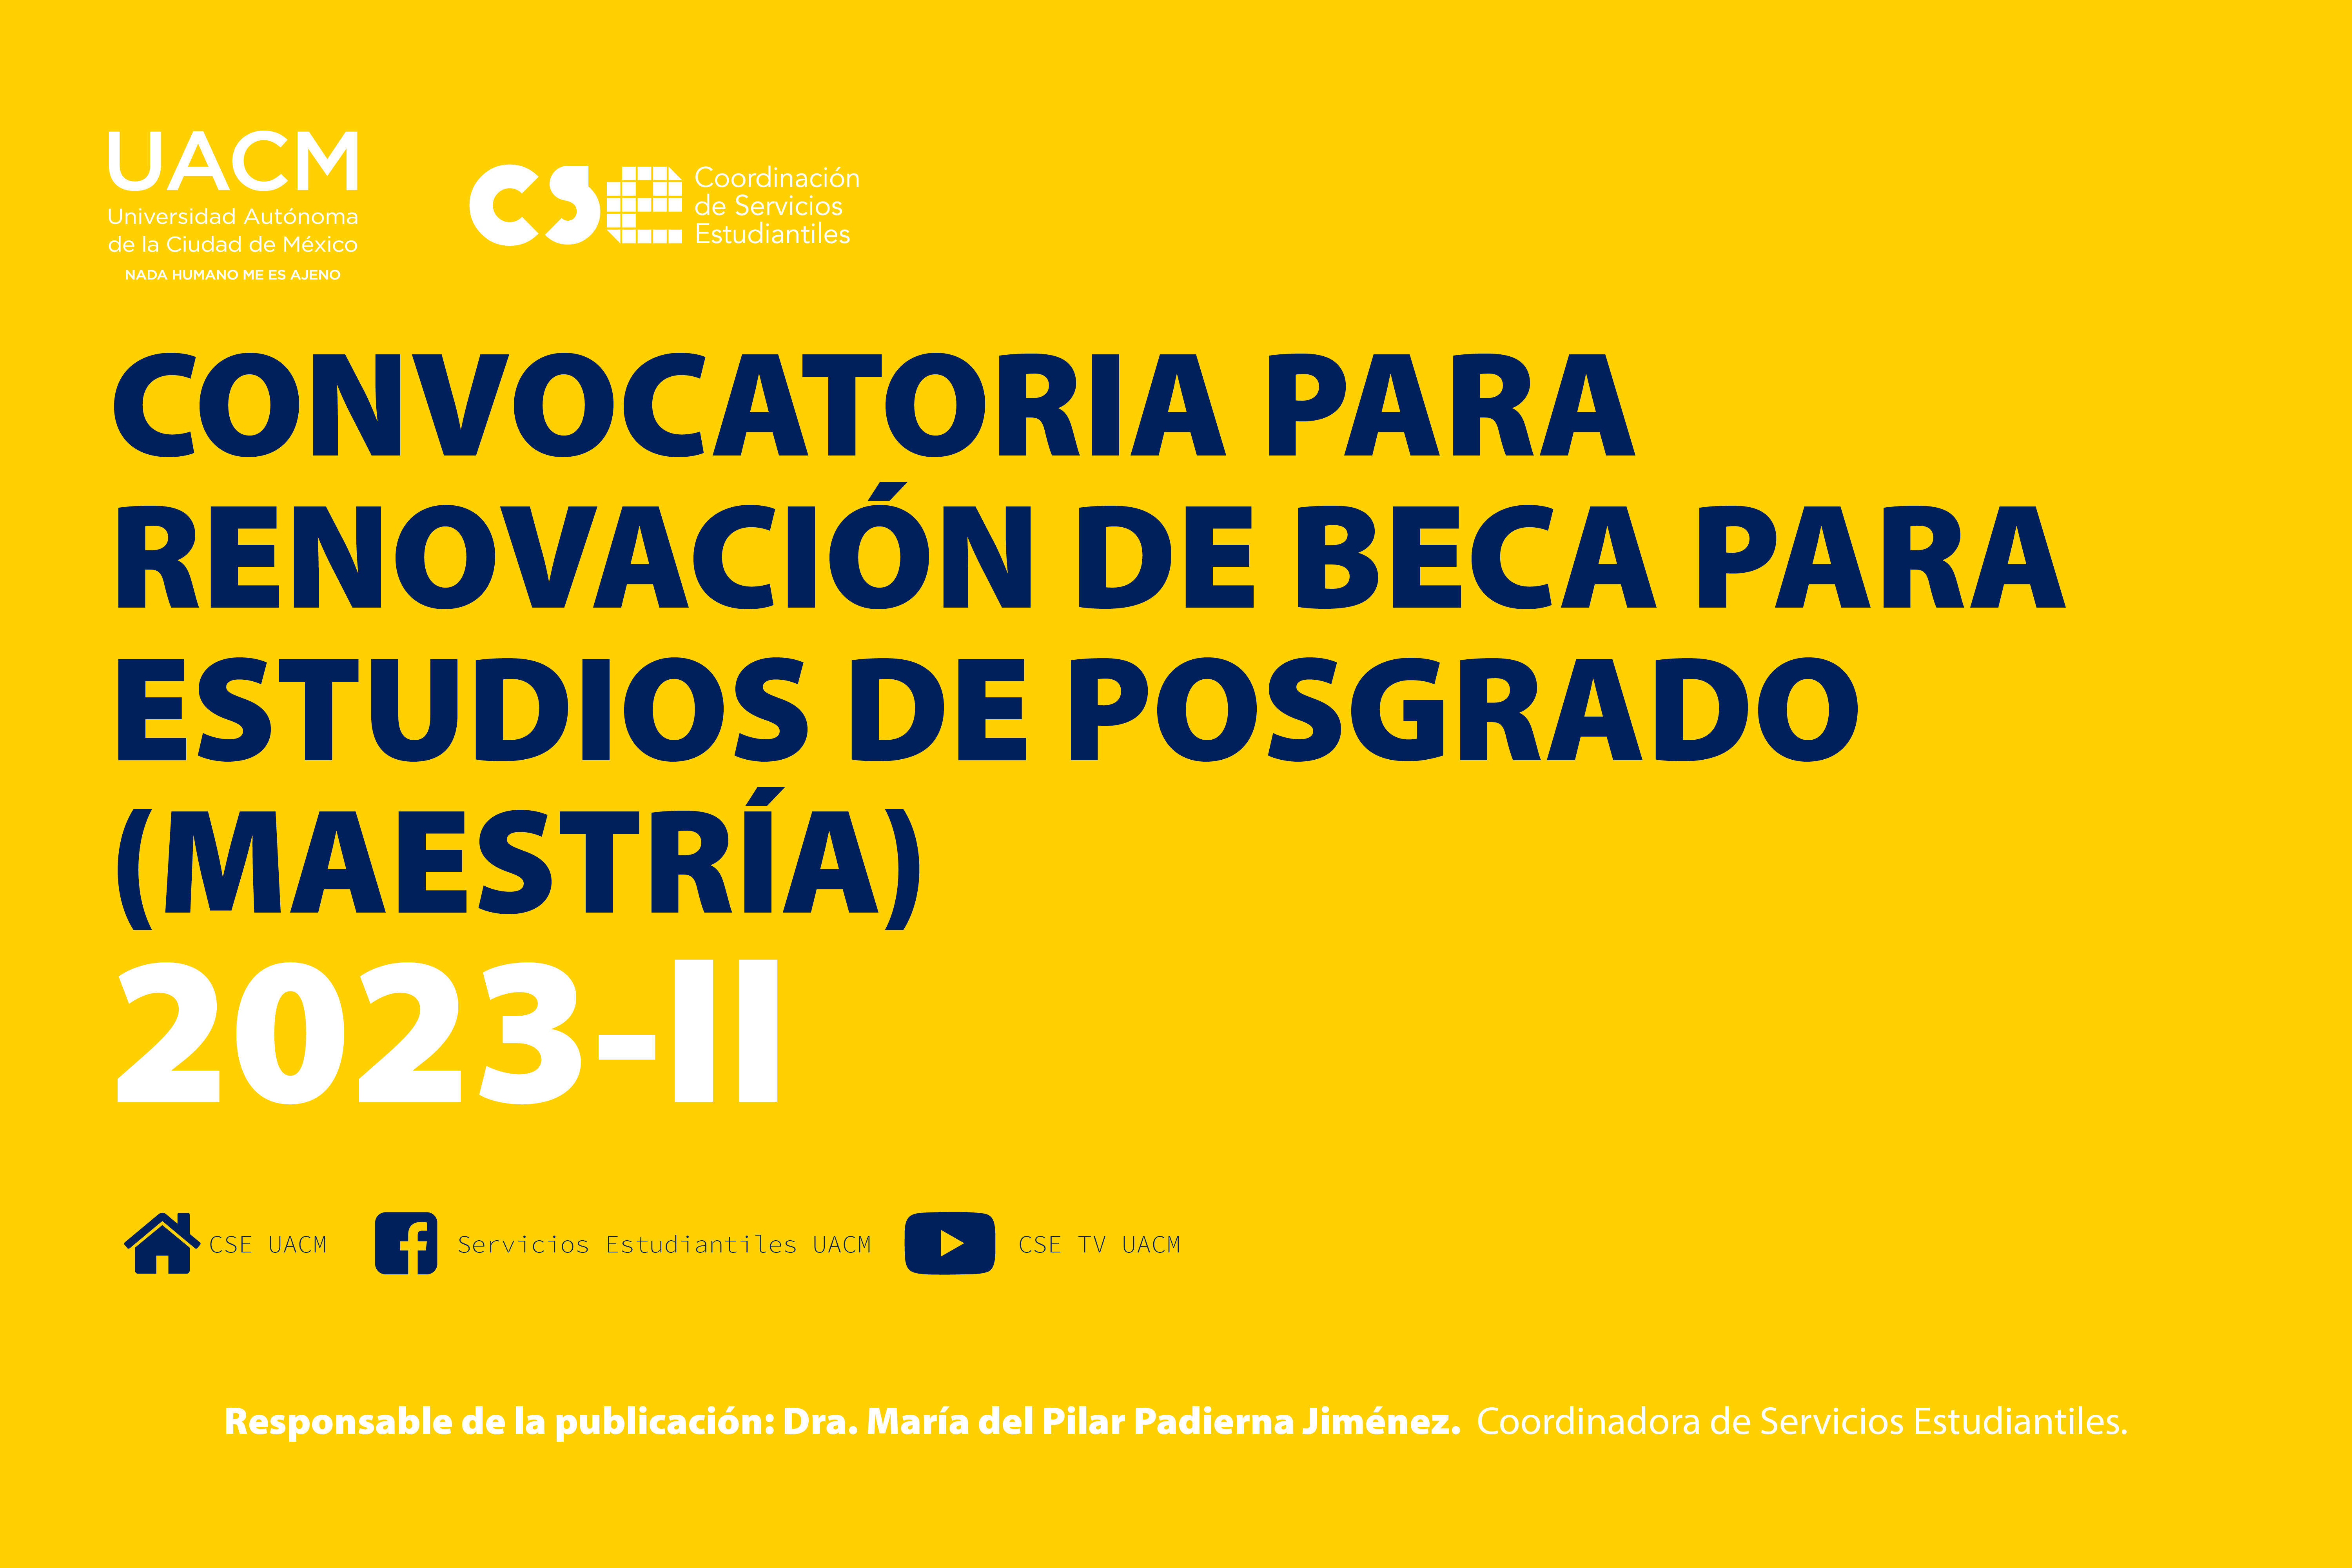 UACM
Universidad Autónoma
de la Ciudad de México
NADA HUMANO ME ES AJENO
cse
Coordinación
de Servicios
Estudiantiles
CONVOCATORIA PARA
RENOVACIÓN DE BECA PARA
ESTUDIOS DE POSGRADO
(MAESTRÍA)
2023-II
CSE UACM
Servicios Estudiantiles UACM
CSE TV UACM
Responsable de la publicación: Dra. María del Pilar Padierna Jiménez. Coordinadora de Servicios Estudiantiles.